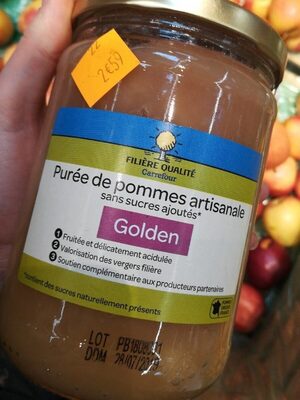 2€59
FILIÈRE QUALITÉ
Carrefour
Purée de pommes artisanale
sans sucres ajoutés*
Golden
1 Fruitée et délicatement acidulée
2 Valorisation des vergers filière
3 Soutien complémentaire aux producteurs partenaires
*contient des sucres naturellement présents
LOT
DDM